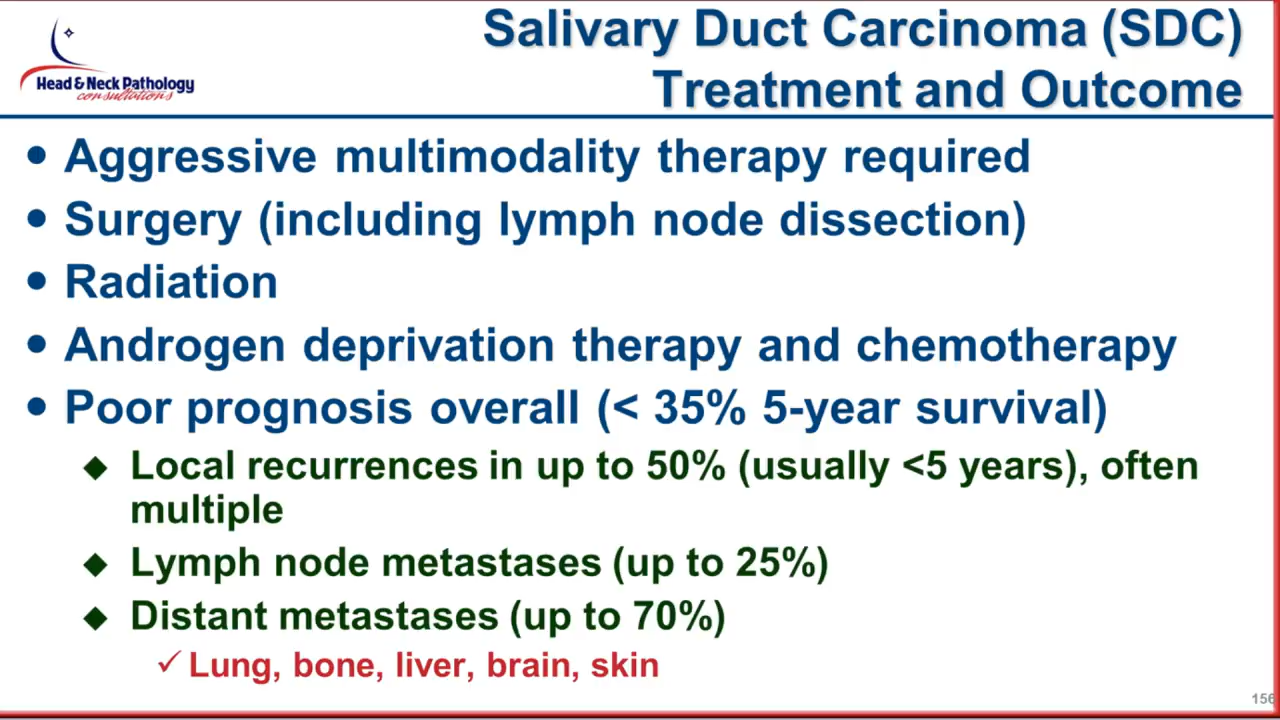 Head & Neck Pathology
consultations
Salivary Duct Carcinoma (SDC)
Treatment and Outcome
• Aggressive multimodality therapy required
• Surgery (including lymph node dissection)
• Radiation
• Androgen deprivation therapy and chemotherapy
• Poor prognosis overall (< 35% 5-year survival)
◆ Local recurrences in up to 50% (usually <5 years), often
multiple
◆ Lymph node metastases (up to 25%)
◆ Distant metastases (up to 70%)
✓ Lung, bone, liver, brain, skin
156